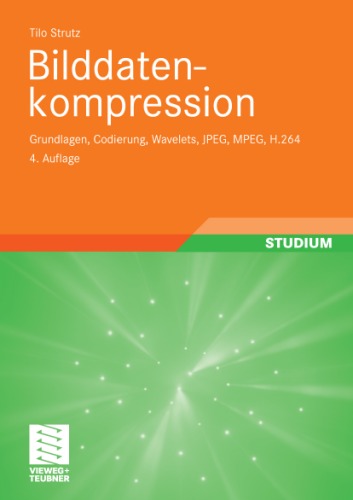 Tilo Strutz
Bilddaten-
kompression
Grundlagen, Codierung, Wavelets, JPEG, MPEG, H.264
4. Auflage
STUDIUM
VIEWEG+
TEUBNER